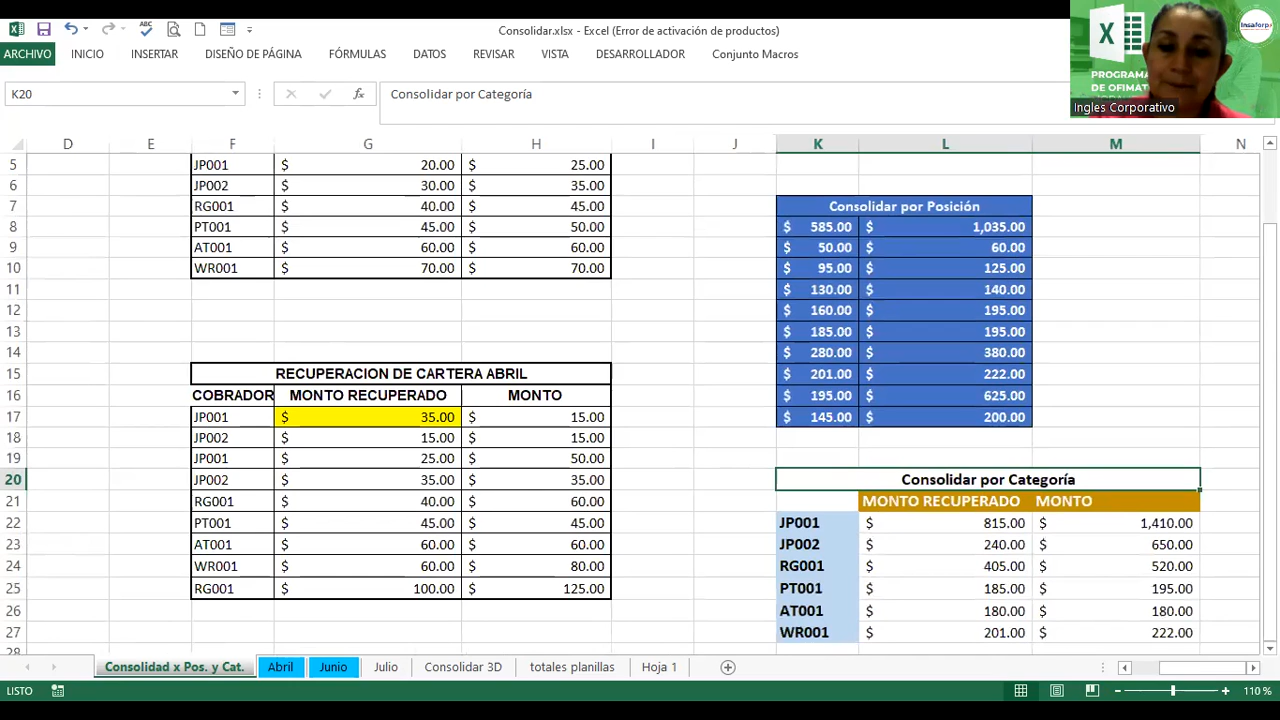 Consolidar.xlsx - Excel (Error de activación de productos)
ARCHIVO INICIO INSERTAR DISEÑO DE PÁGINA FÓRMULAS DATOS REVISAR VISTA DESARROLLADOR Conjunto Macros
PROGRAMA
DE OFIMÁT
Ingles Corporativo
Insaforp
K20 fx Consolidar por Categoría
D E F G H I J K L M N
5 JP001 $ 20.00 $ 25.00
6 JP002 $ 30.00 $ 35.00
7 RG001 $ 40.00 $ 45.00 Consolidar por Posición
8 PT001 $ 45.00 $ 50.00 $ 585.00 $ 1,035.00
9 AT001 $ 60.00 $ 60.00 $ 50.00 $ 60.00
10 WR001 $ 70.00 $ 70.00 $ 95.00 $ 125.00
11 $ 130.00 $ 140.00
12 $ 160.00 $ 195.00
13 $ 185.00 $ 195.00
14 $ 280.00 $ 380.00
15 RECUPERACION DE CARTERA ABRIL $ 201.00 $ 222.00
16 COBRADOR MONTO RECUPERADO MONTO $ 195.00 $ 625.00
17 JP001 $ 35.00 $ 15.00 $ 145.00 $ 200.00
18 JP002 $ 15.00 $ 15.00
19 JP001 $ 25.00 $ 50.00
20 JP002 $ 35.00 $ 35.00 Consolidar por Categoría
21 RG001 $ 40.00 $ 60.00 MONTO RECUPERADO MONTO
22 PT001 $ 45.00 $ 45.00 JP001 $ 815.00 $ 1,410.00
23 AT001 $ 60.00 $ 60.00 JP002 $ 240.00 $ 650.00
24 WR001 $ 60.00 $ 80.00 RG001 $ 405.00 $ 520.00
25 RG001 $ 100.00 $ 125.00 PT001 $ 185.00 $ 195.00
26 AT001 $ 180.00 $ 180.00
27 WR001 $ 201.00 $ 222.00
Consolidad x Pos. y Cat. Abril Junio Julio Consolidar 3D totales planillas Hoja 1
LISTO 110 %